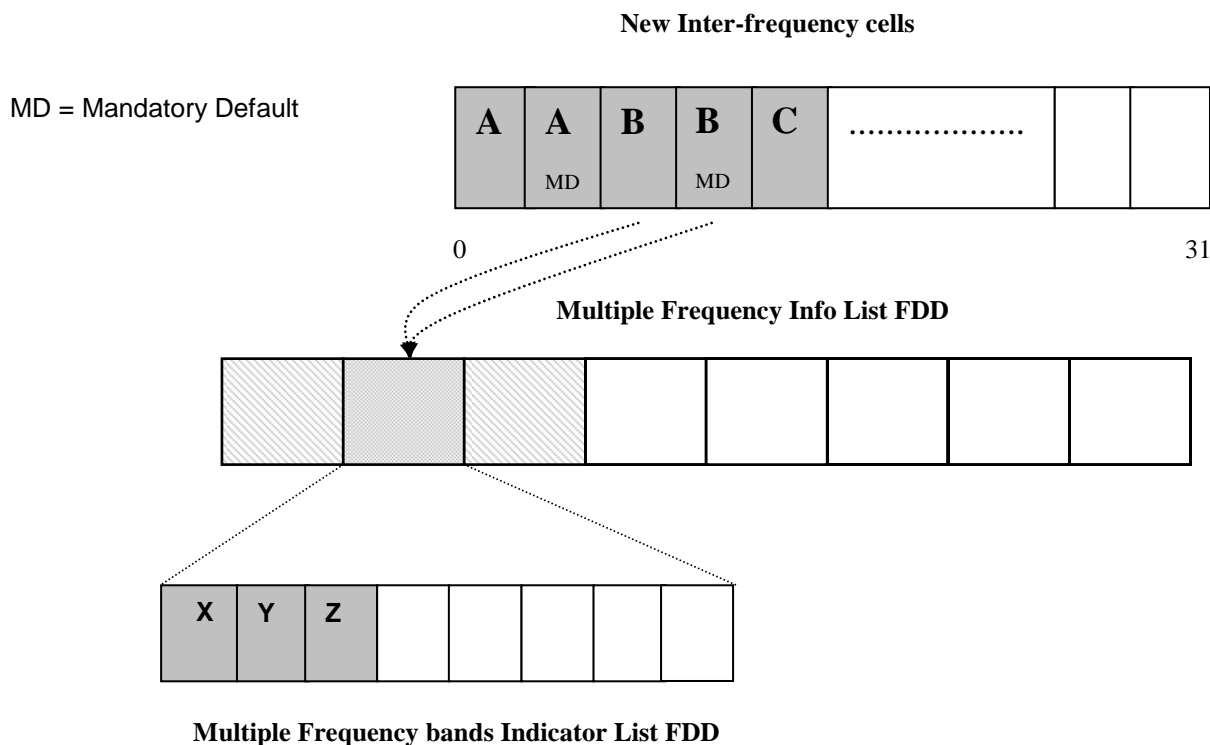 New Inter-frequency cells
MD = Mandatory Default
A A B B C ...................
MD MD
0 31
Multiple Frequency Info List FDD
X Y Z
Multiple Frequency bands Indicator List FDD